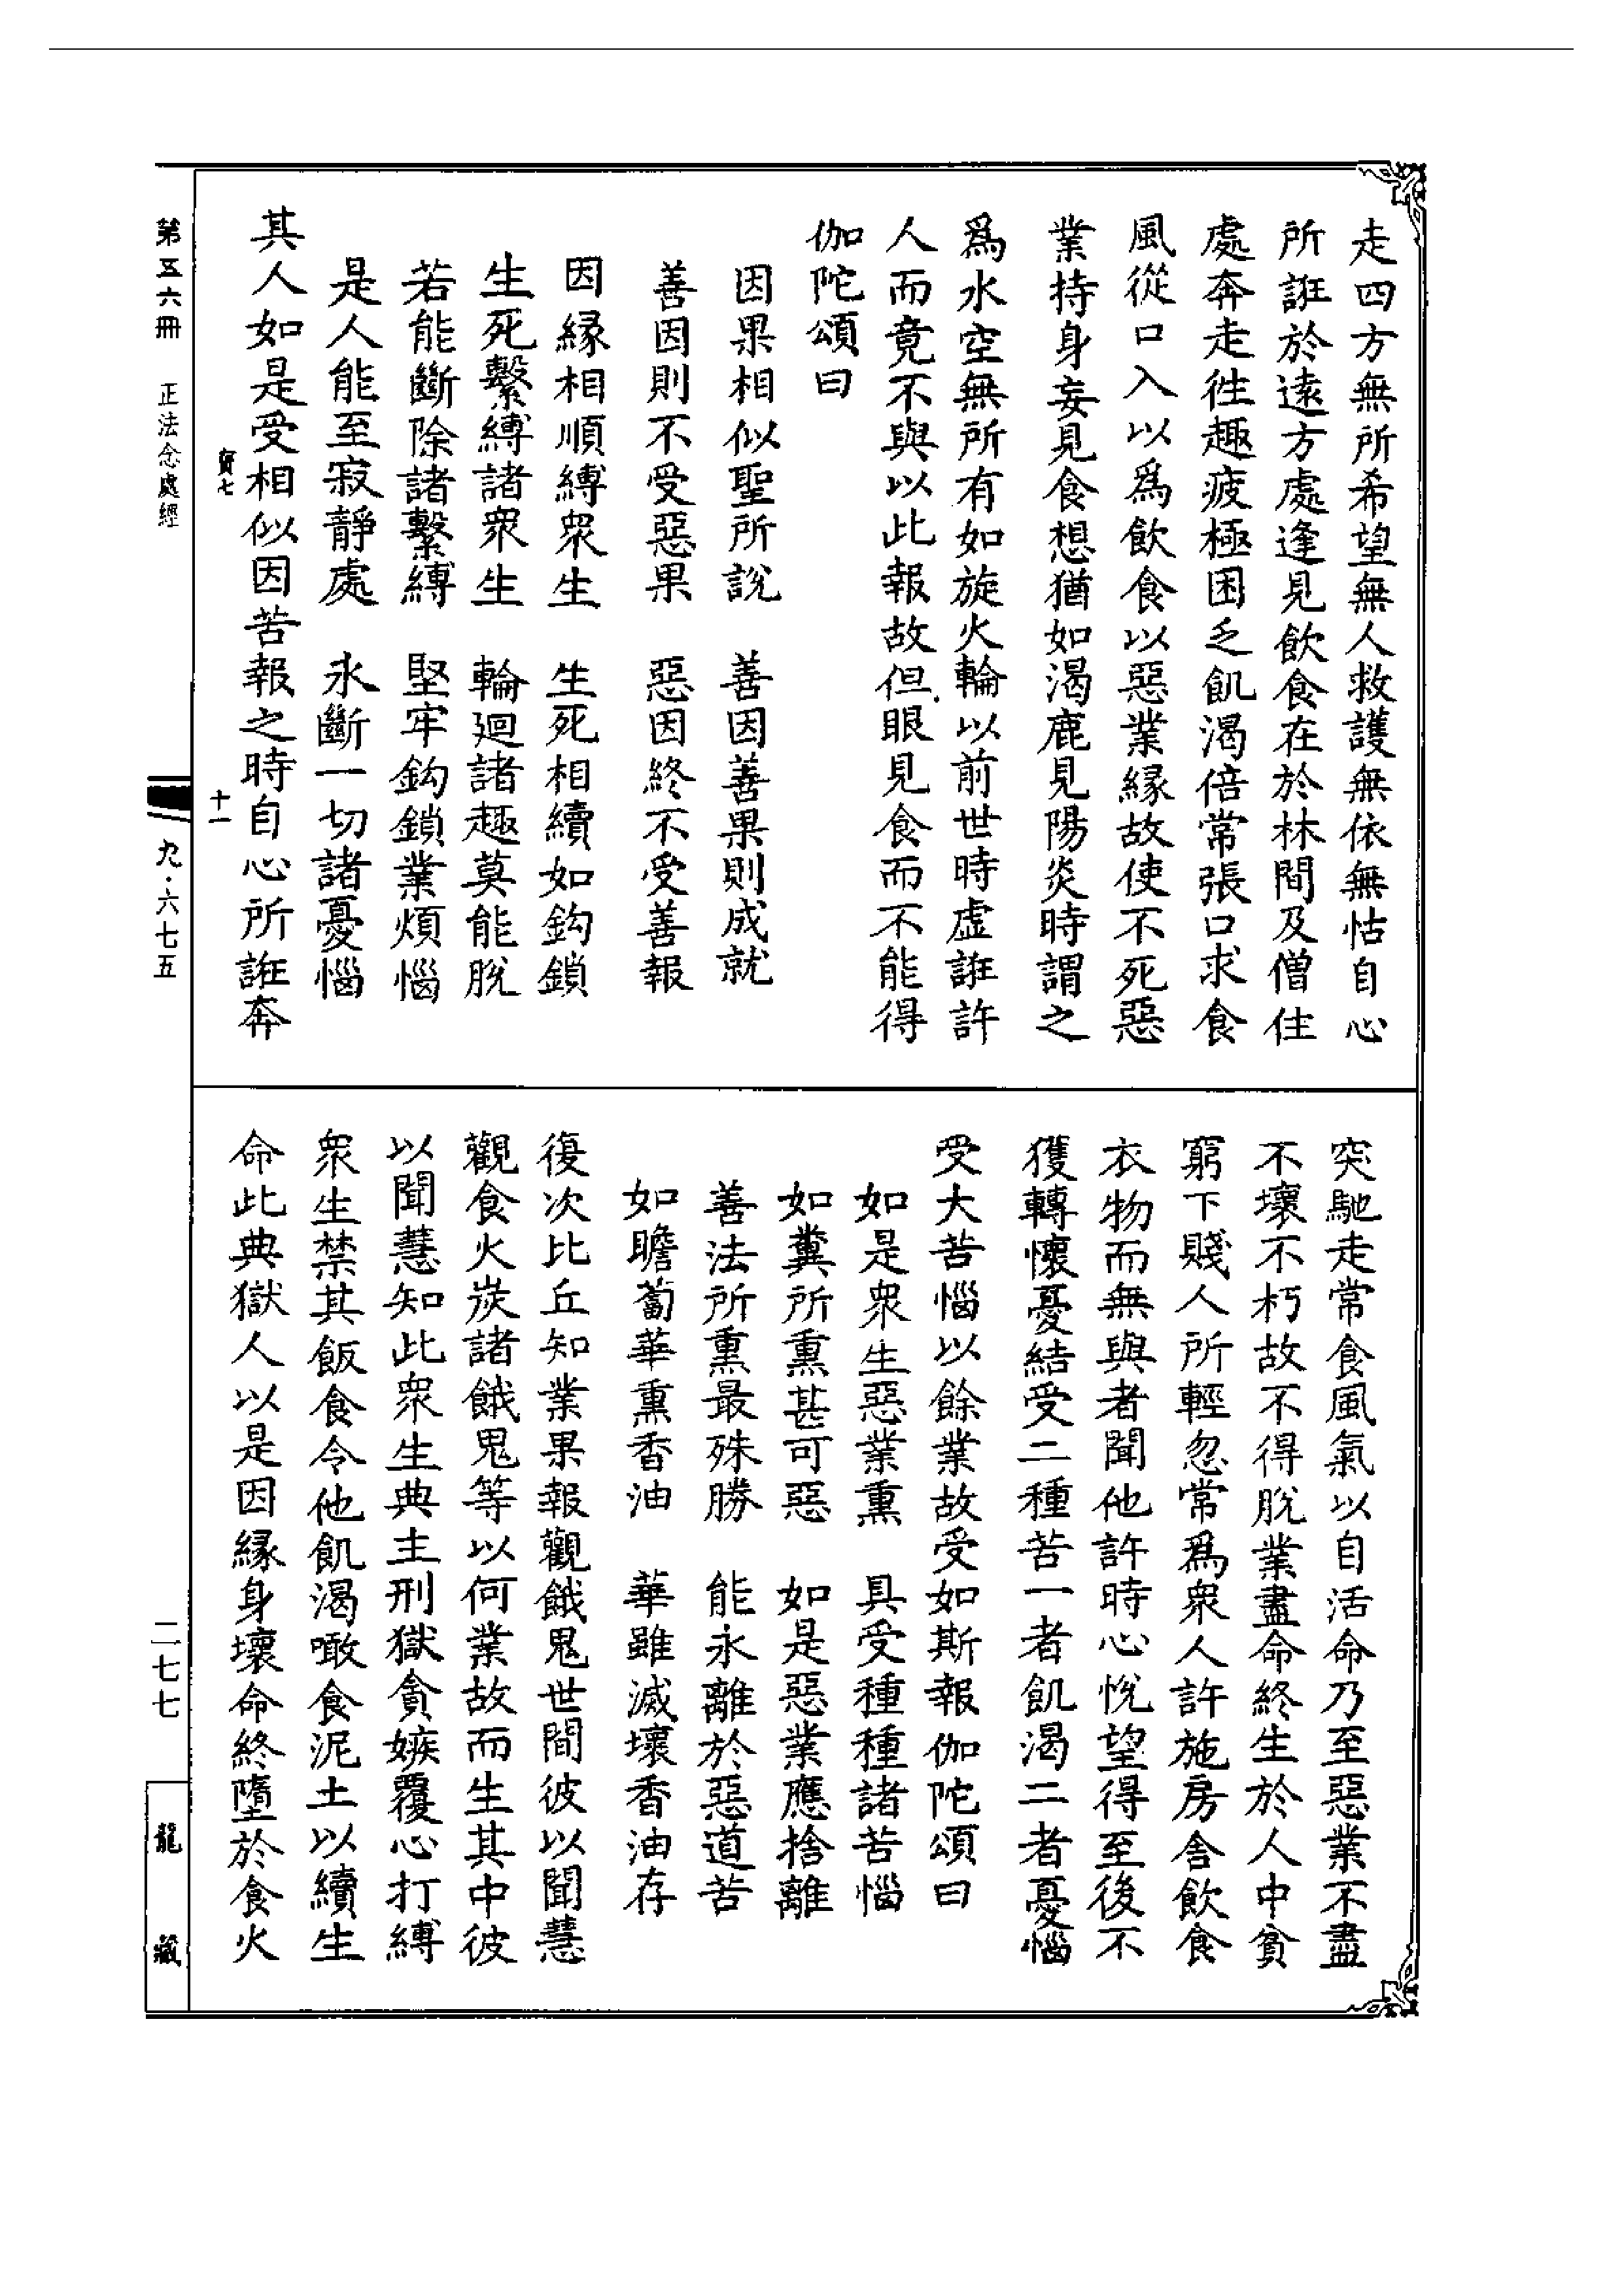 走四方無所希望無人救護無依無怙自心
所誑於遠方處逢見飲食在於林間及僧住
處奔走往趣疲極困乏飢渴倍常張口求食
風從口入以爲飲食以惡業緣故使不死惡
業持身妄見食想猶如渴鹿見陽炎時謂之
爲水空無所有如旋火輪以前世時虛誑許
人而竟不與以此報故但眼見食而不能得
伽陀頌曰
因果相似聖所說　善因善果則成就
善因則不受惡果　惡因終不受善報
因緣相順縛衆生　生死相續如鈎鎖
生死繫縛諸衆生　輪廻諸趣莫能脫
若能斷除諸繫縛　堅牢鈎鎖業煩惱
是人能至寂靜處　永斷一切諸憂惱
其人如是受相似因苦報之時自心所誑奔
寶七　十一
第五六冊　正法念處經　九·六七五
突馳走常食風氣以自活命乃至惡業不盡
不壞不朽故不得脫業盡命終生於人中貧
窮下賤人所輕忽常爲衆人許施房舍飲食
衣物而無與者聞他許時心悅望得至後不
獲轉懷憂結受二種苦一者飢渴二者憂惱
受大苦惱以餘業故受如斯報伽陀頌曰
如是衆生惡業熏　具受種種諸苦惱
如糞所熏甚可惡　如是惡業應捨離
善法所熏最殊勝　能永離於惡道苦
如瞻蔔華熏香油　華雖滅壞香油存
復次比丘知業果報觀餓鬼世間彼以聞慧
觀食火炭諸餓鬼等以何業故而生其中彼
以聞慧知此衆生典主刑獄貪嫉覆心打縛
衆生禁其飯食令他飢渴噉食泥土以續生
命此典獄人以是因緣身壞命終墮於食火
二七七　龍藏